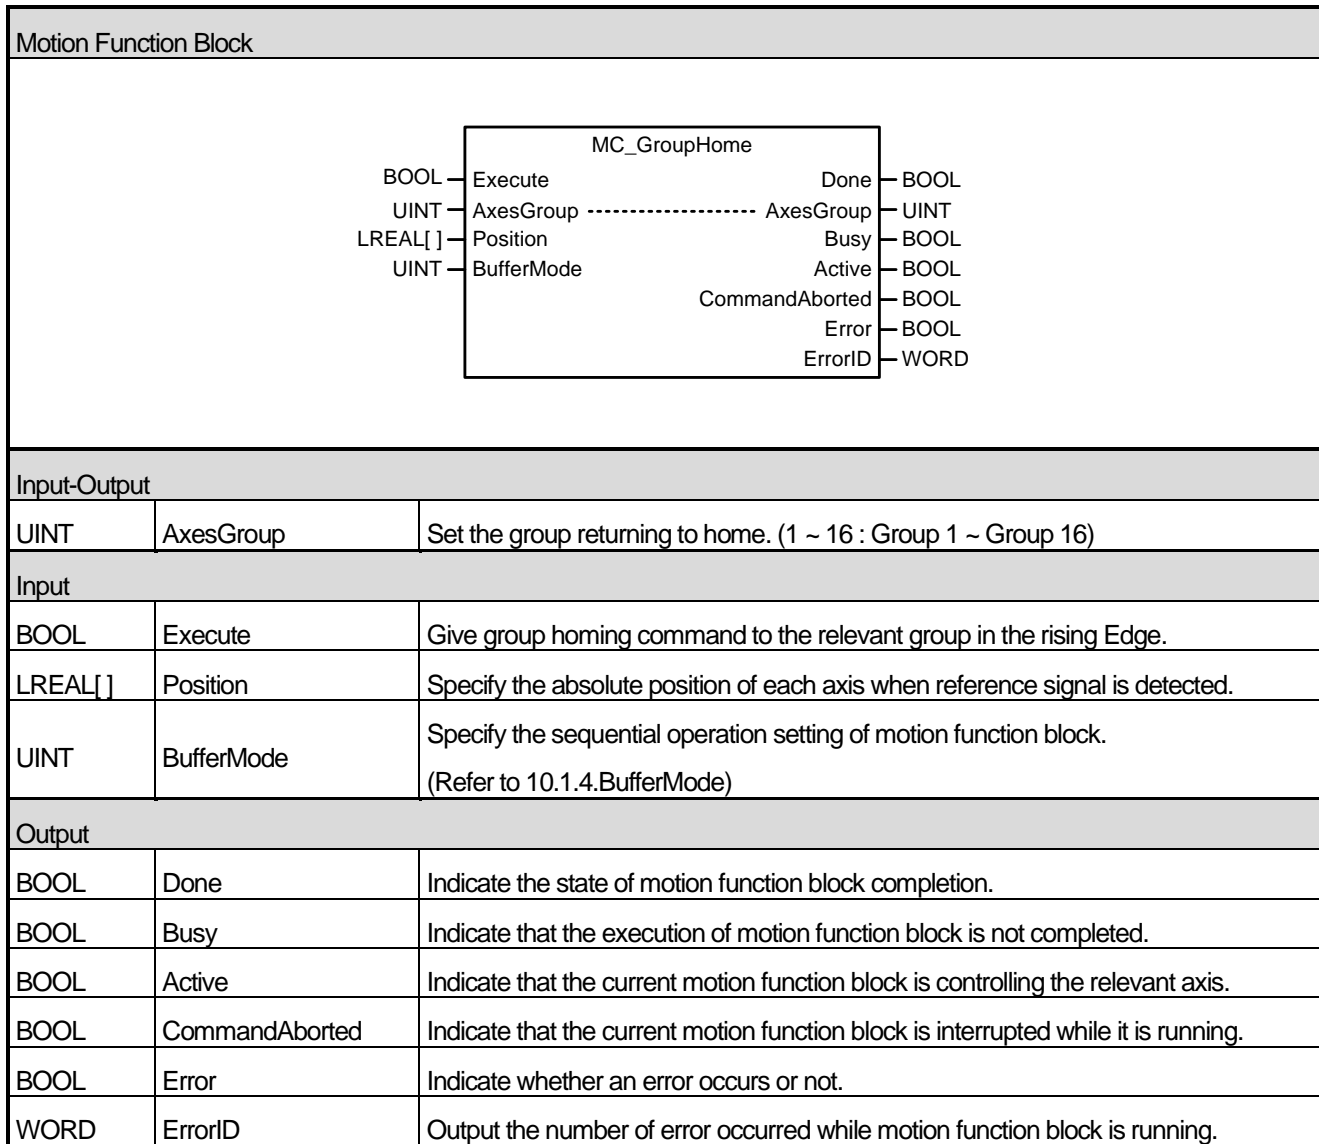 Motion Function Block
MC_GroupHome
BOOL Execute Done BOOL
UINT AxesGroup AxesGroup UINT
LREAL[ ] Position Busy BOOL
UINT BufferMode Active BOOL
CommandAborted BOOL
Error BOOL
ErrorID WORD
Input-Output
UINT AxesGroup Set the group returning to home. (1 ~ 16 : Group 1 ~ Group 16)
Input
BOOL Execute Give group homing command to the relevant group in the rising Edge.
LREAL[ ] Position Specify the absolute position of each axis when reference signal is detected.
UINT BufferMode Specify the sequential operation setting of motion function block.
(Refer to 10.1.4.BufferMode)
Output
BOOL Done Indicate the state of motion function block completion.
BOOL Busy Indicate that the execution of motion function block is not completed.
BOOL Active Indicate that the current motion function block is controlling the relevant axis.
BOOL CommandAborted Indicate that the current motion function block is interrupted while it is running.
BOOL Error Indicate whether an error occurs or not.
WORD ErrorID Output the number of error occurred while motion function block is running.